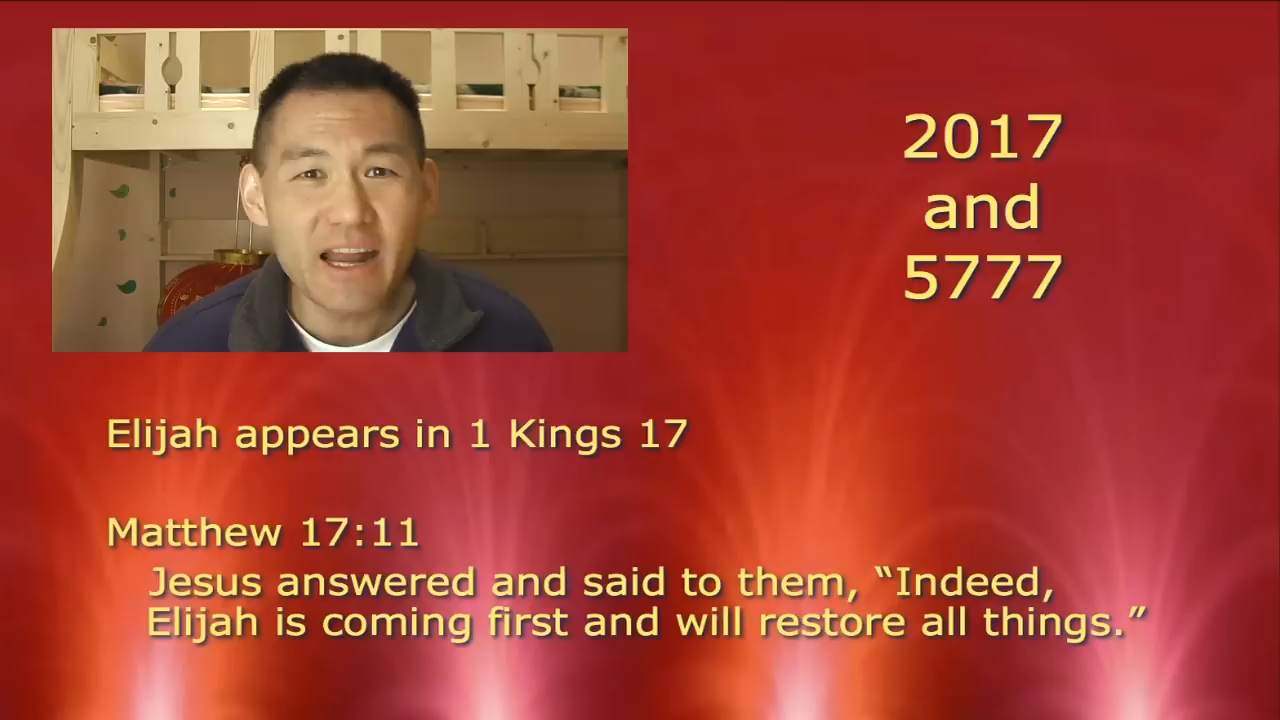 2017
and
5777
Elijah appears in 1 Kings 17
Matthew 17:11
Jesus answered and said to them, “Indeed,
Elijah is coming first and will restore all things.”